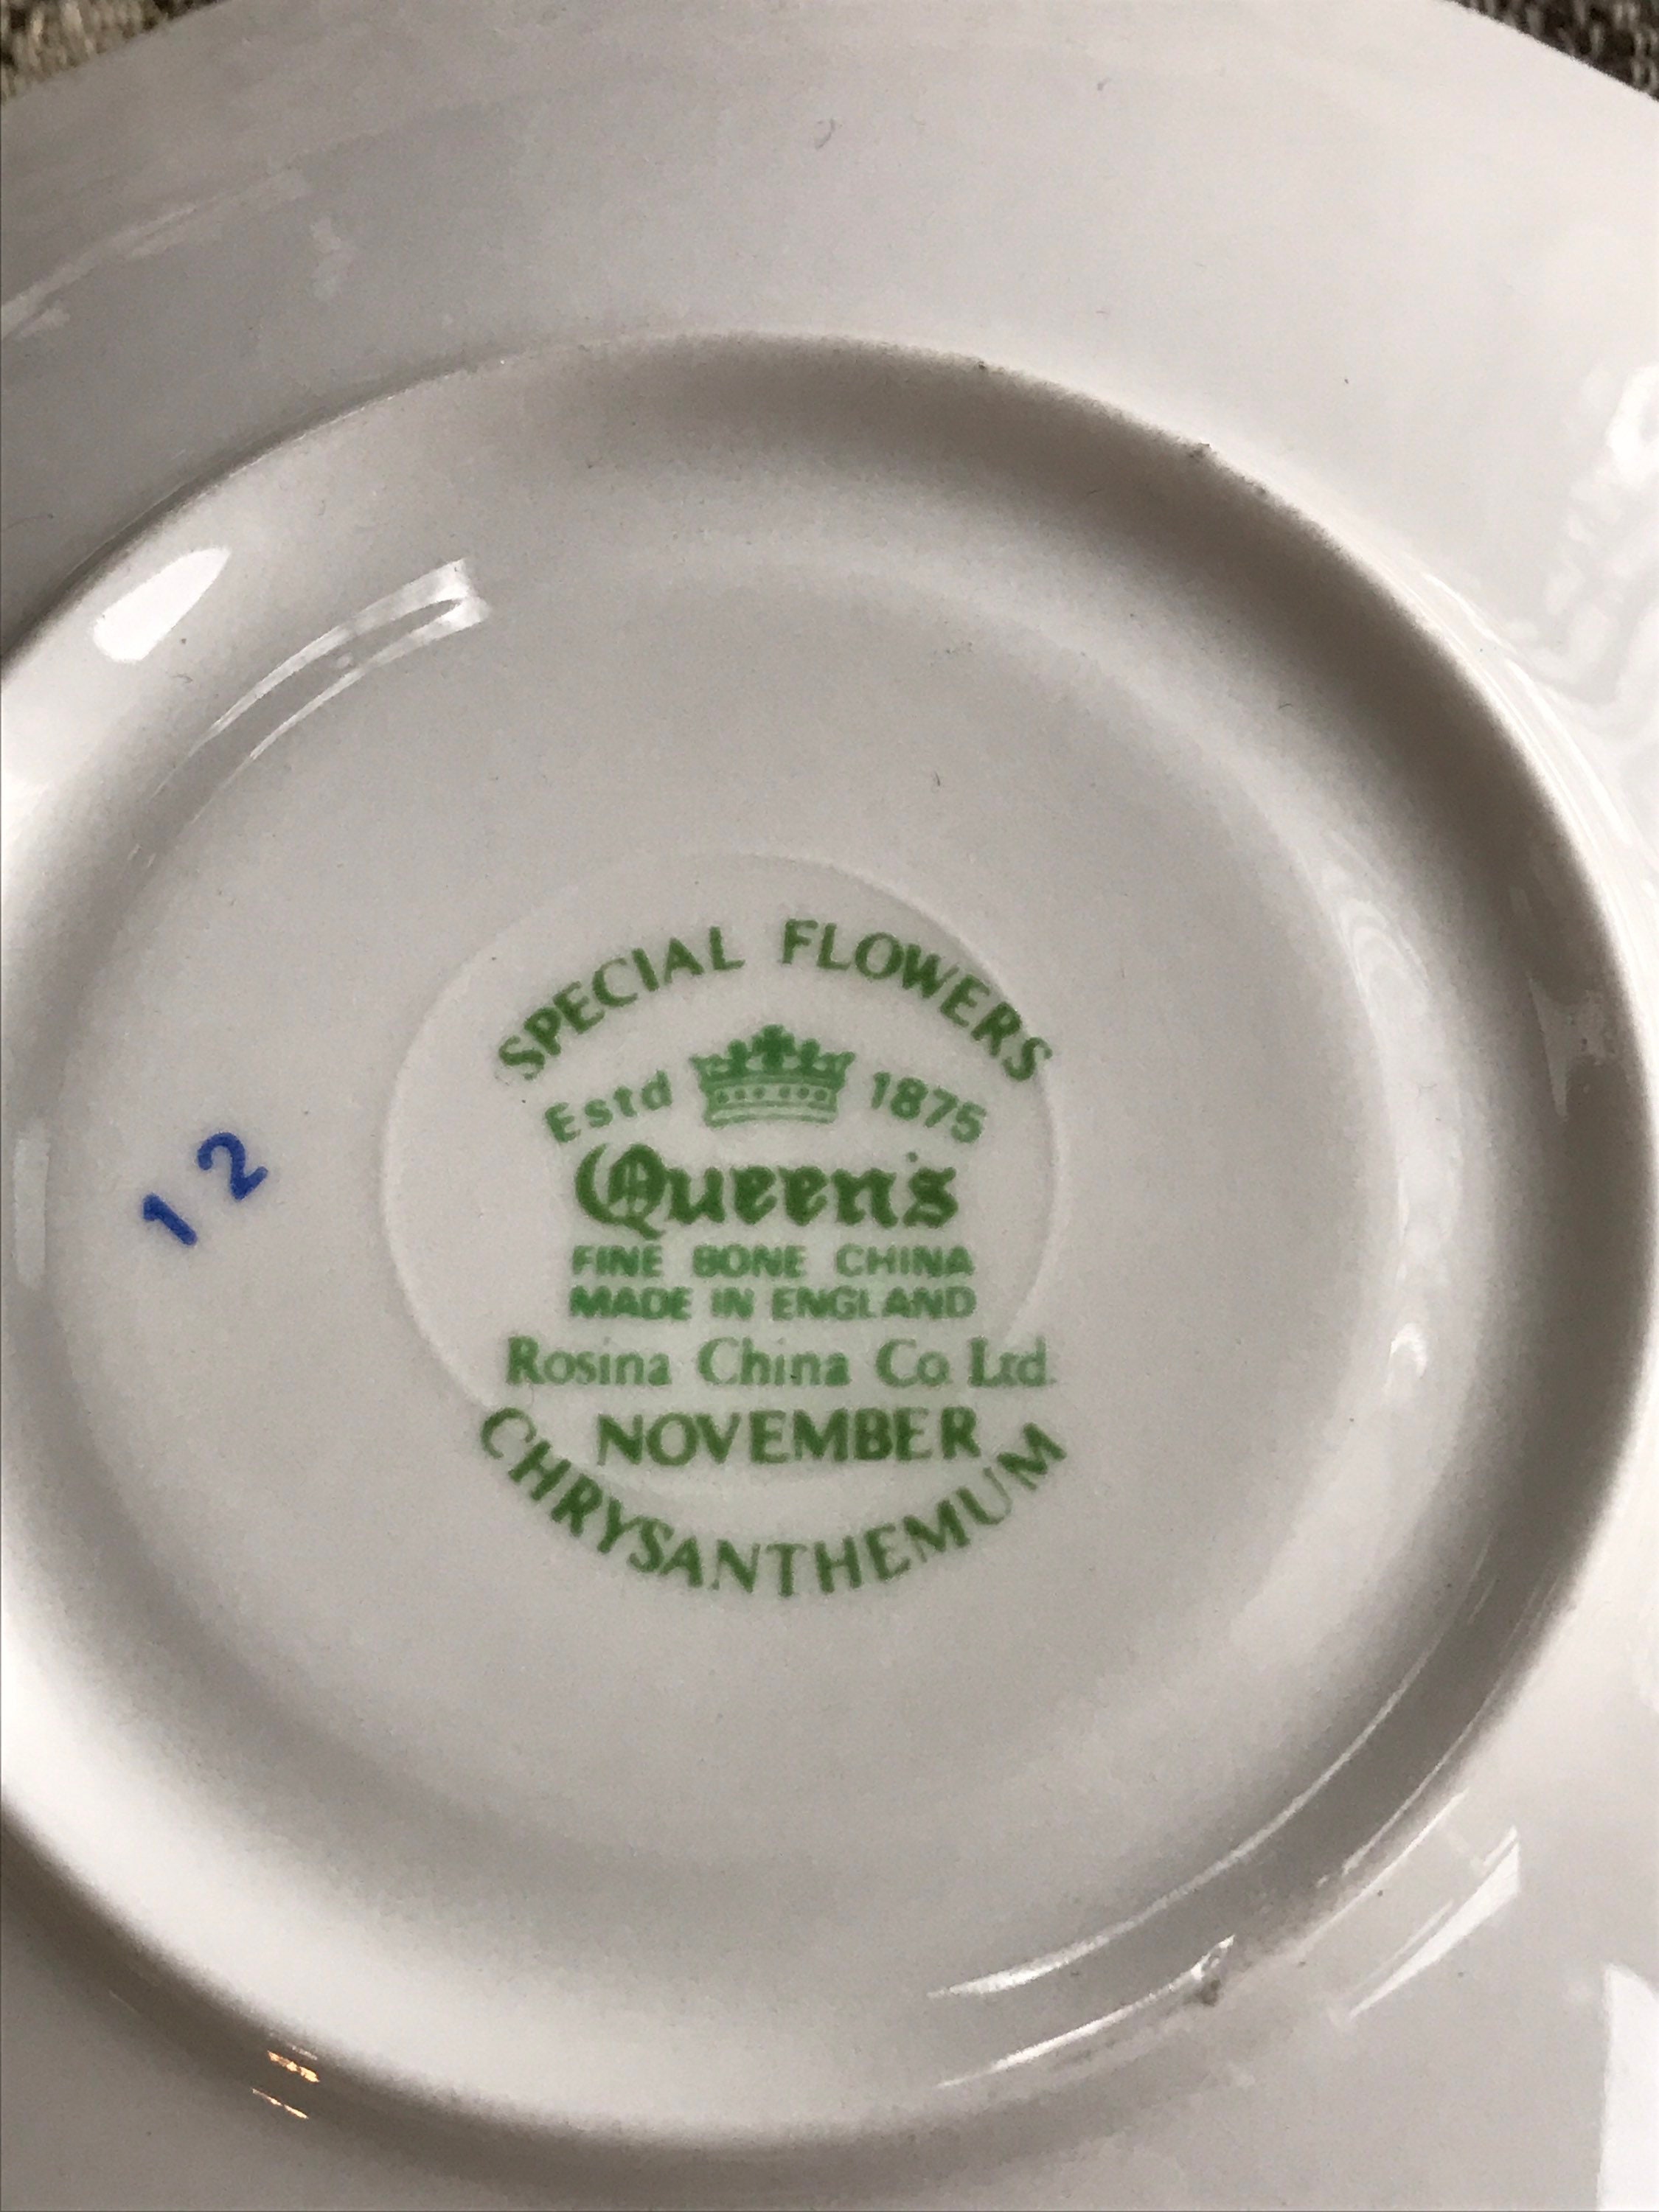 SPECIAL FLOWERS
Estd 1875
Queen's
FINE BONE CHINA
MADE IN ENGLAND
Rosina China Co Ltd.
NOVEMBER
CHRYSANTHEMUM
12